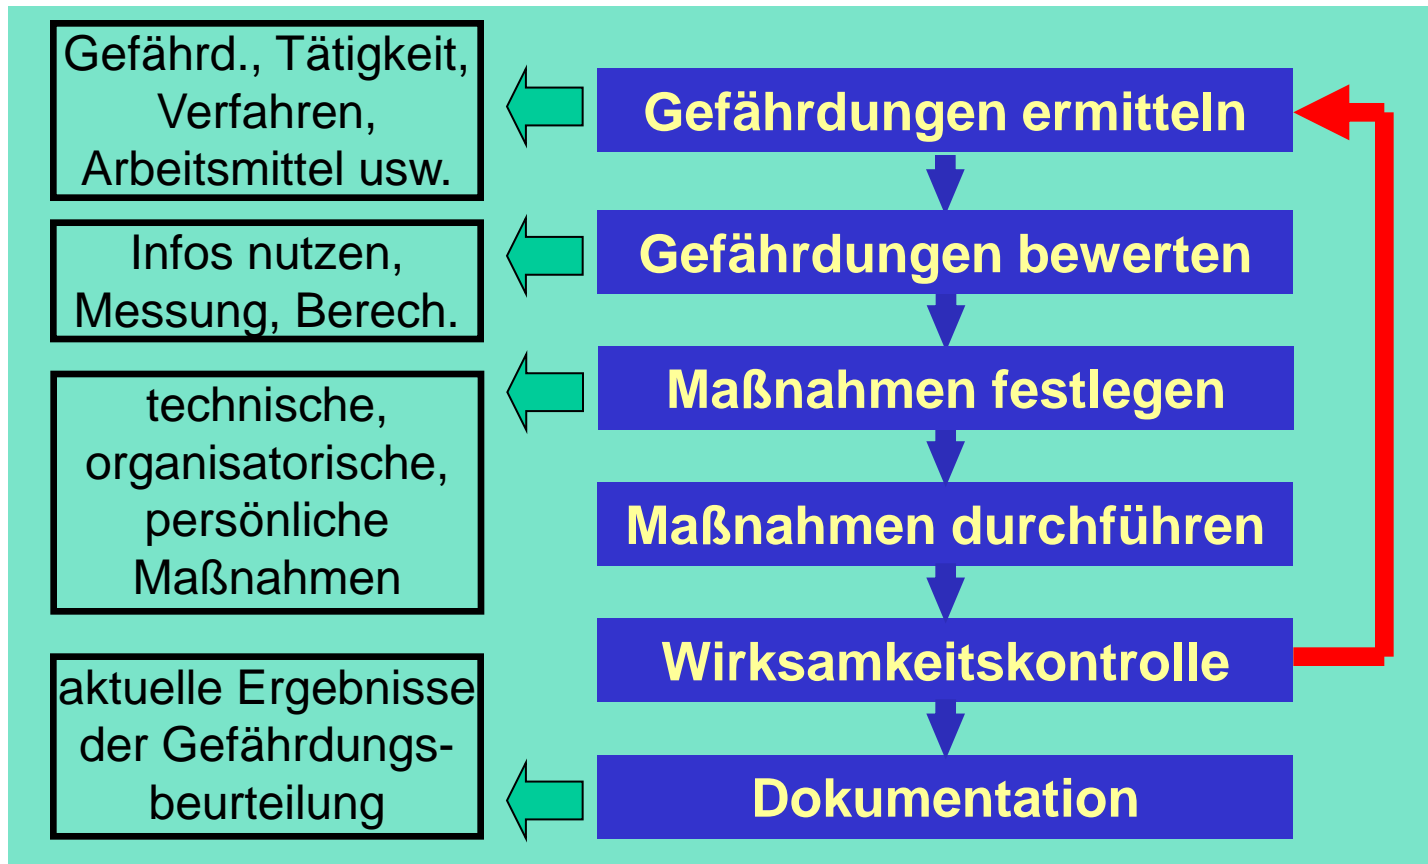 Gefährd., Tätigkeit,
Verfahren,
Arbeitsmittel usw.
Gefährdungen ermitteln
Infos nutzen,
Messung, Berech.
Gefährdungen bewerten
technische,
organisatorische,
persönliche
Maßnahmen
Maßnahmen festlegen
Maßnahmen durchführen
Wirksamkeitskontrolle
aktuelle Ergebnisse
der Gefährdungs-
beurteilung
Dokumentation